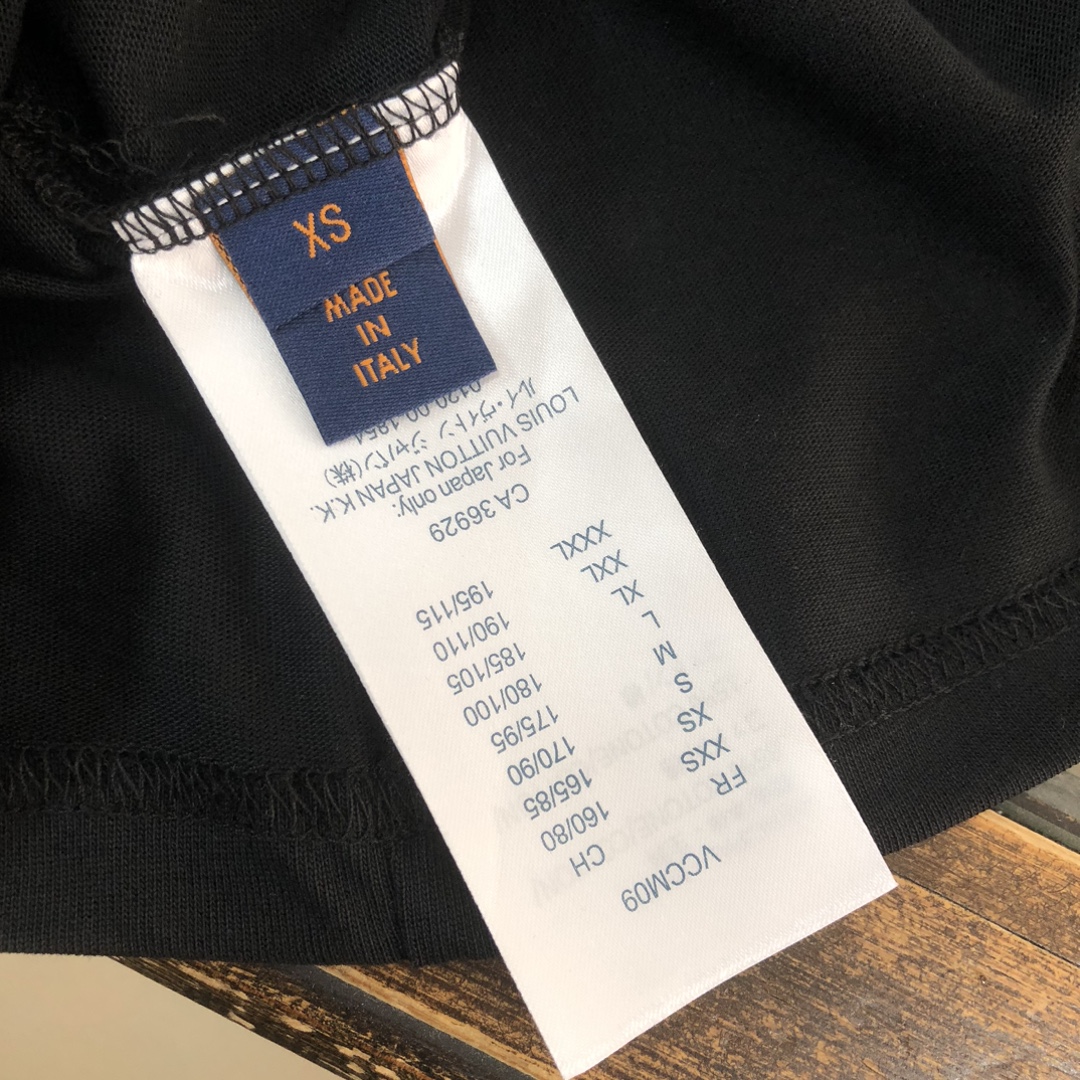 XS
MADE
IN
ITALY
VCCM09
FR CH
XXS 160/80
XS 165/85
S 170/90
M 175/95
L 180/100
XL 185/105
XXL 190/110
XXXL 195/115
CA 36929
For Japan only:
LOUIS VUITTON JAPAN K.K.
ルイ・ヴィトン ジャパン(株)
0120-00-1854